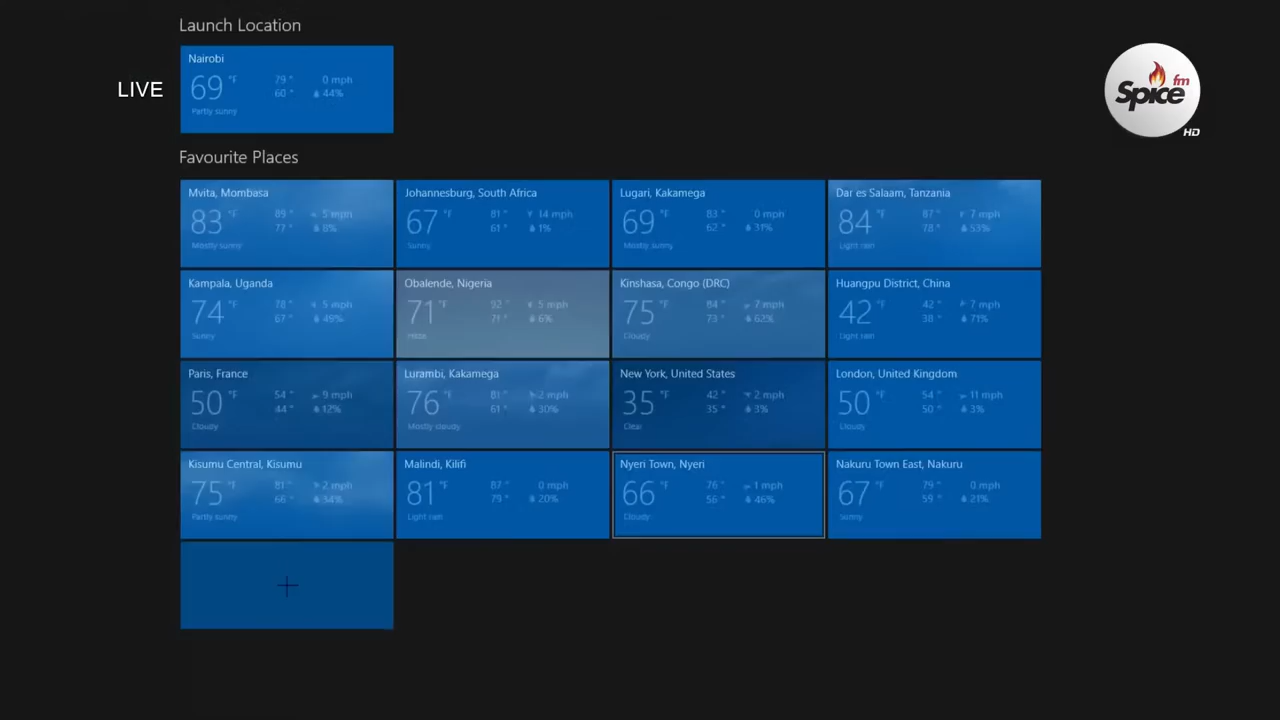 Launch Location
LIVE
Nairobi
69 °F 79 ° 0 mph
60 ° 44%
Partly sunny
Spice fm
HD
Favourite Places
Mvita, Mombasa
83 °F 89 ° 5 mph
77 ° 8%
Mostly sunny
Johannesburg, South Africa
67 °F 81 ° 14 mph
61 ° 1%
Sunny
Lugari, Kakamega
69 °F 83 ° 0 mph
62 ° 31%
Mostly sunny
Dar es Salaam, Tanzania
84 °F 87 ° 7 mph
78 ° 53%
Light rain
Kampala, Uganda
74 °F 78 ° 5 mph
67 ° 49%
Sunny
Obalende, Nigeria
71 °F 92 ° 5 mph
71 ° 6%
Haze
Kinshasa, Congo (DRC)
75 °F 84 ° 7 mph
73 ° 62%
Cloudy
Huangpu District, China
42 °F 42 ° 7 mph
38 ° 71%
Light rain
Paris, France
50 °F 54 ° 9 mph
44 ° 12%
Cloudy
Lurambi, Kakamega
76 °F 81 ° 2 mph
61 ° 30%
Mostly cloudy
New York, United States
35 °F 42 ° 2 mph
35 ° 3%
Clear
London, United Kingdom
50 °F 54 ° 11 mph
50 ° 3%
Cloudy
Kisumu Central, Kisumu
75 °F 81 ° 2 mph
66 ° 34%
Partly sunny
Malindi, Kilifi
81 °F 87 ° 0 mph
79 ° 20%
Light rain
Nyeri Town, Nyeri
66 °F 76 ° 1 mph
56 ° 46%
Cloudy
Nakuru Town East, Nakuru
67 °F 79 ° 0 mph
59 ° 21%
Sunny